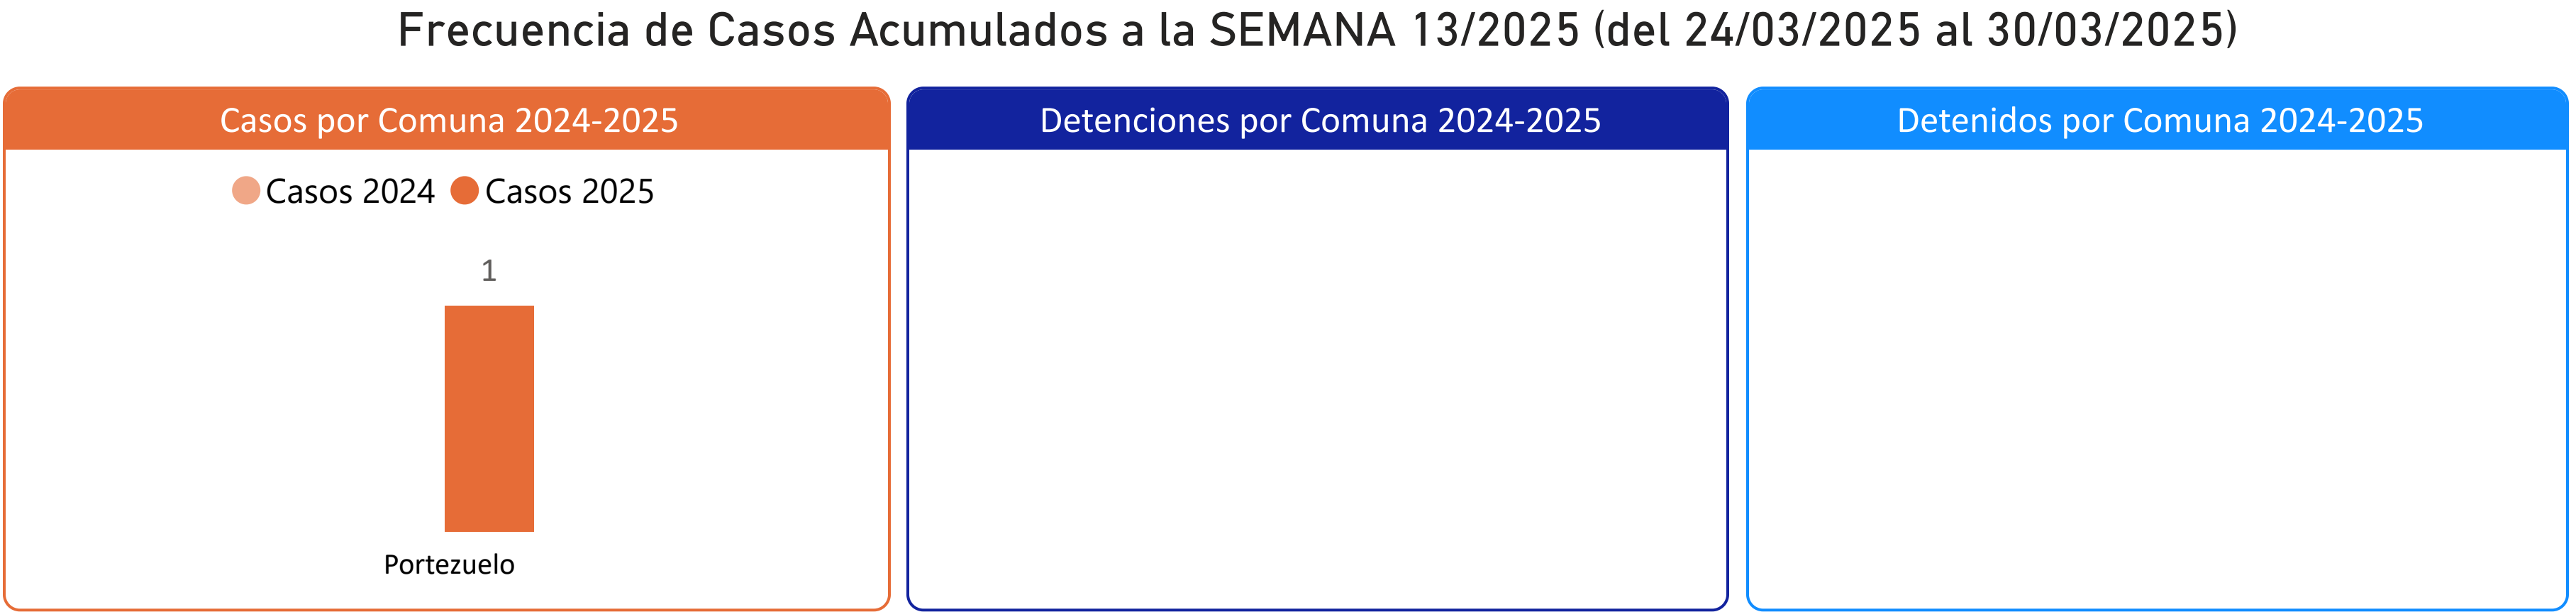 Frecuencia de Casos Acumulados a la SEMANA 13/2025 (del 24/03/2025 al 30/03/2025)
Casos por Comuna 2024-2025
Casos 2024 Casos 2025
1
Portezuelo
Detenciones por Comuna 2024-2025
Detenidos por Comuna 2024-2025